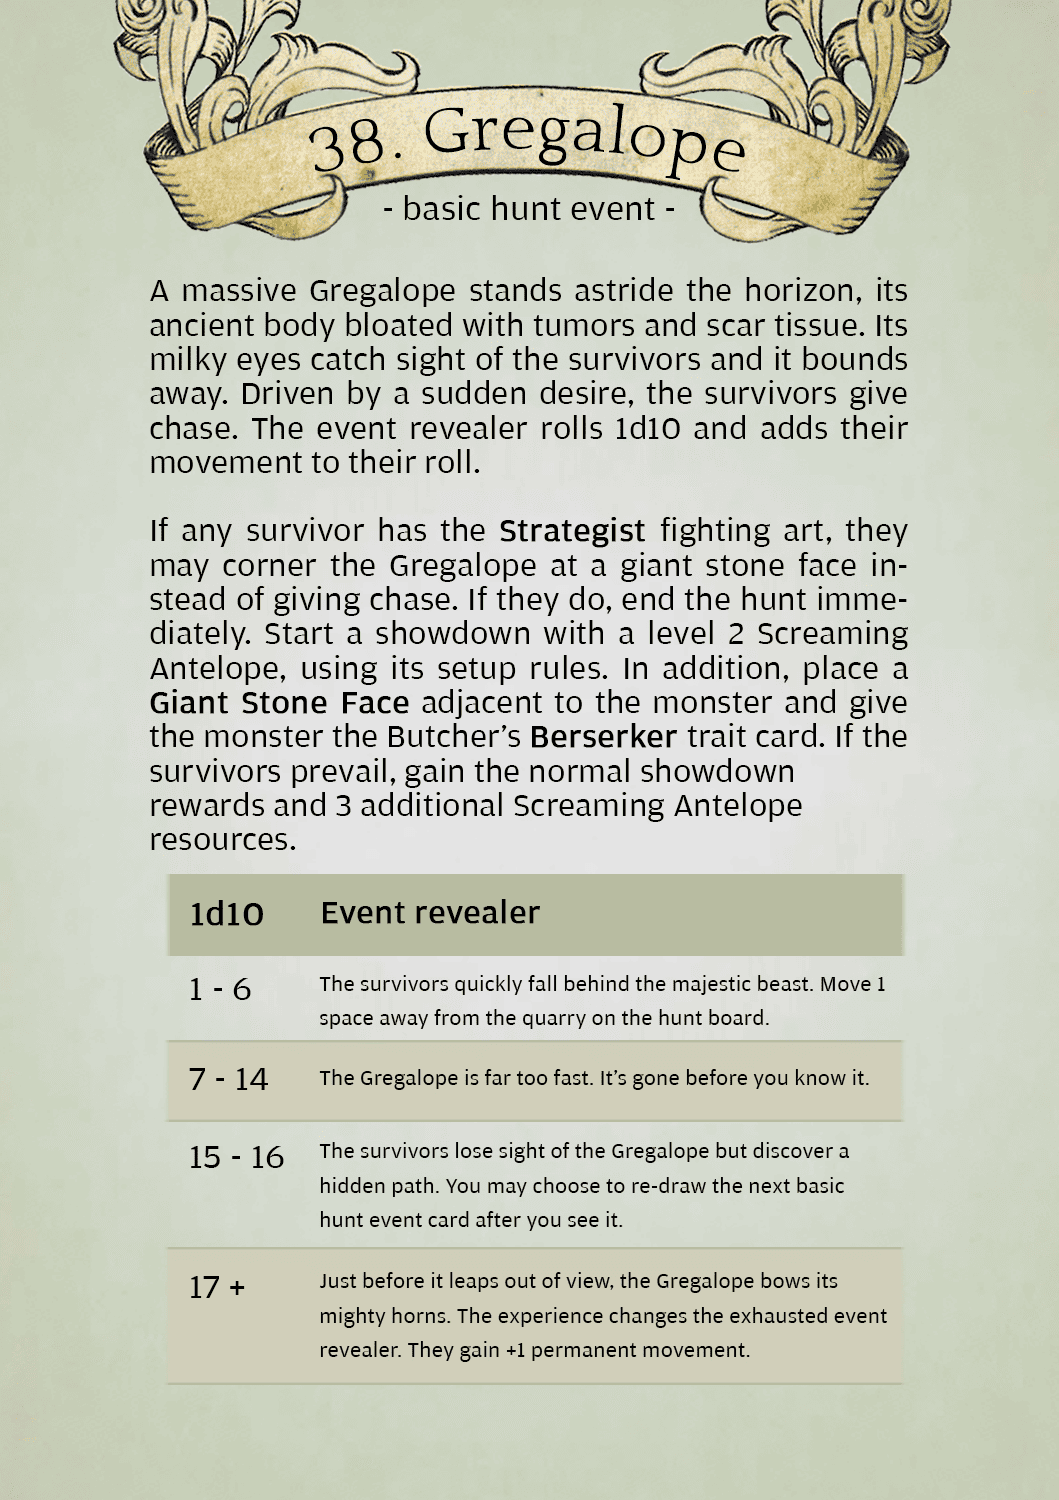 38. Gregalope
- basic hunt event -
A massive Gregalope stands astride the horizon, its
ancient body bloated with tumors and scar tissue. Its
milky eyes catch sight of the survivors and it bounds
away. Driven by a sudden desire, the survivors give
chase. The event revealer rolls 1d10 and adds their
movement to their roll.
If any survivor has the Strategist fighting art, they
may corner the Gregalope at a giant stone face in-
stead of giving chase. If they do, end the hunt imme-
diately. Start a showdown with a level 2 Screaming
Antelope, using its setup rules. In addition, place a
Giant Stone Face adjacent to the monster and give
the monster the Butcher's Berserker trait card. If the
survivors prevail, gain the normal showdown
rewards and 3 additional Screaming Antelope
resources.
1d10 Event revealer
1 - 6 The survivors quickly fall behind the majestic beast. Move 1
space away from the quarry on the hunt board.
7 - 14 The Gregalope is far too fast. It's gone before you know it.
15 - 16 The survivors lose sight of the Gregalope but discover a
hidden path. You may choose to re-draw the next basic
hunt event card after you see it.
17 + Just before it leaps out of view, the Gregalope bows its
mighty horns. The experience changes the exhausted event
revealer. They gain +1 permanent movement.